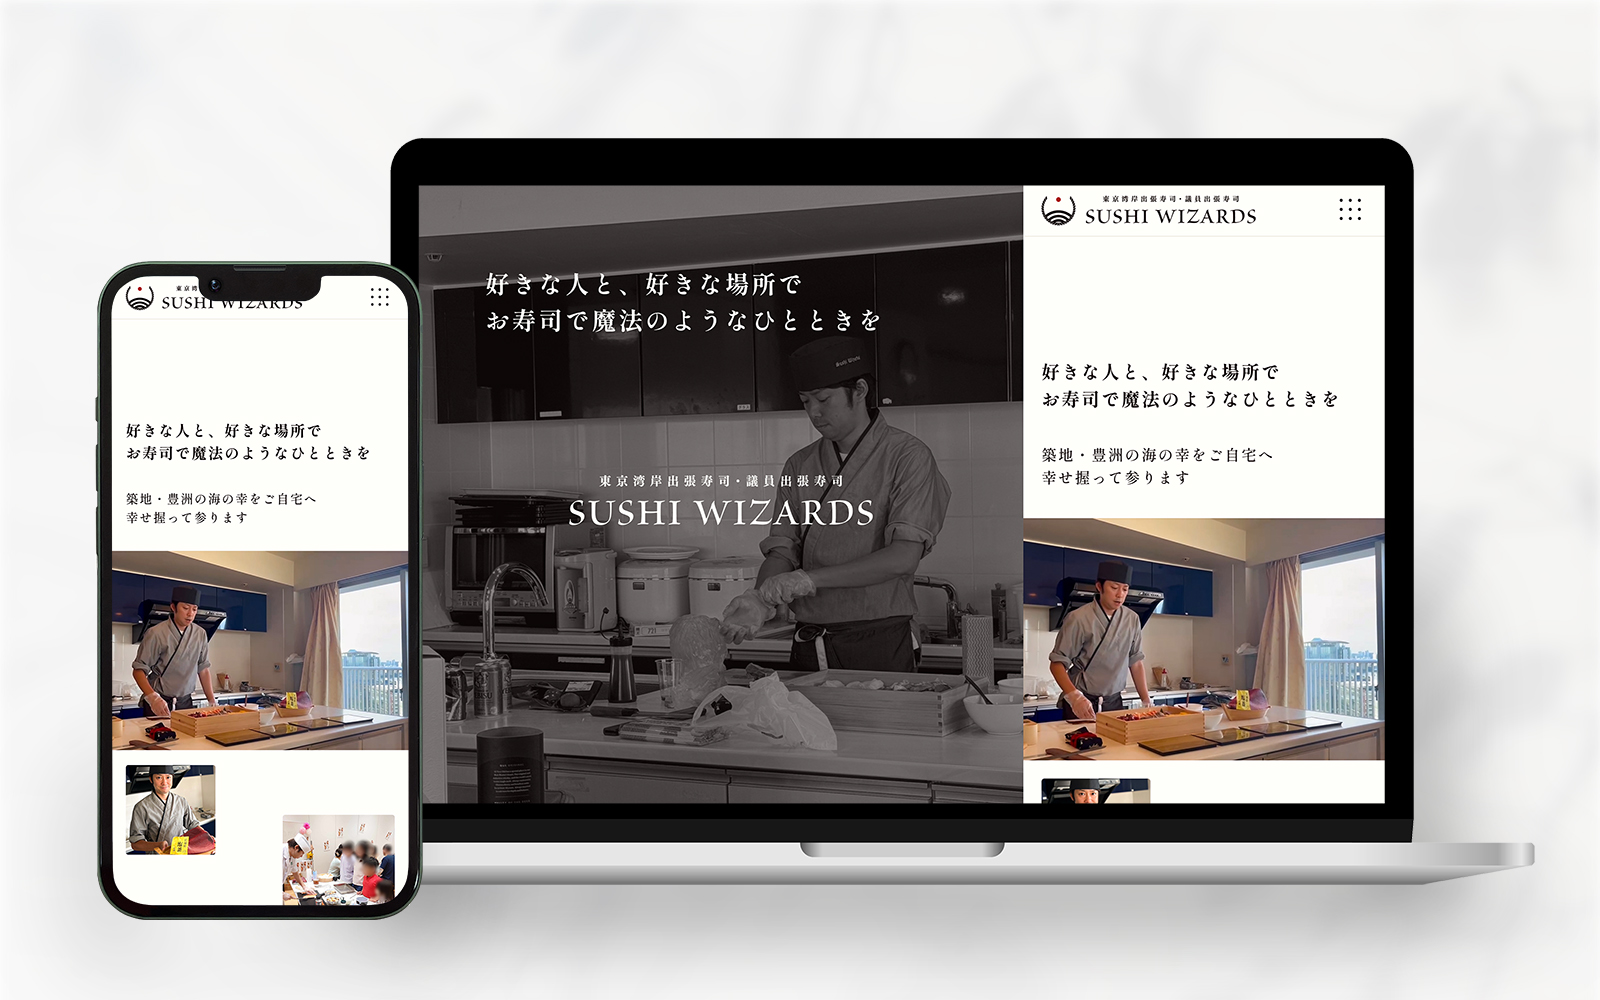 東京湾
SUSHI WIZARDS
好きな人と、好きな場所で
お寿司で魔法のようなひとときを
築地・豊洲の海の幸をご自宅へ
幸せ握って参ります
好きな人と、好きな場所で
お寿司で魔法のようなひとときを
東京湾岸出張寿司・議員出張寿司
SUSHI WIZARDS
東京湾岸出張寿司・議員出張寿司
SUSHI WIZARDS
好きな人と、好きな場所で
お寿司で魔法のようなひとときを
築地・豊洲の海の幸をご自宅へ
幸せ握って参ります